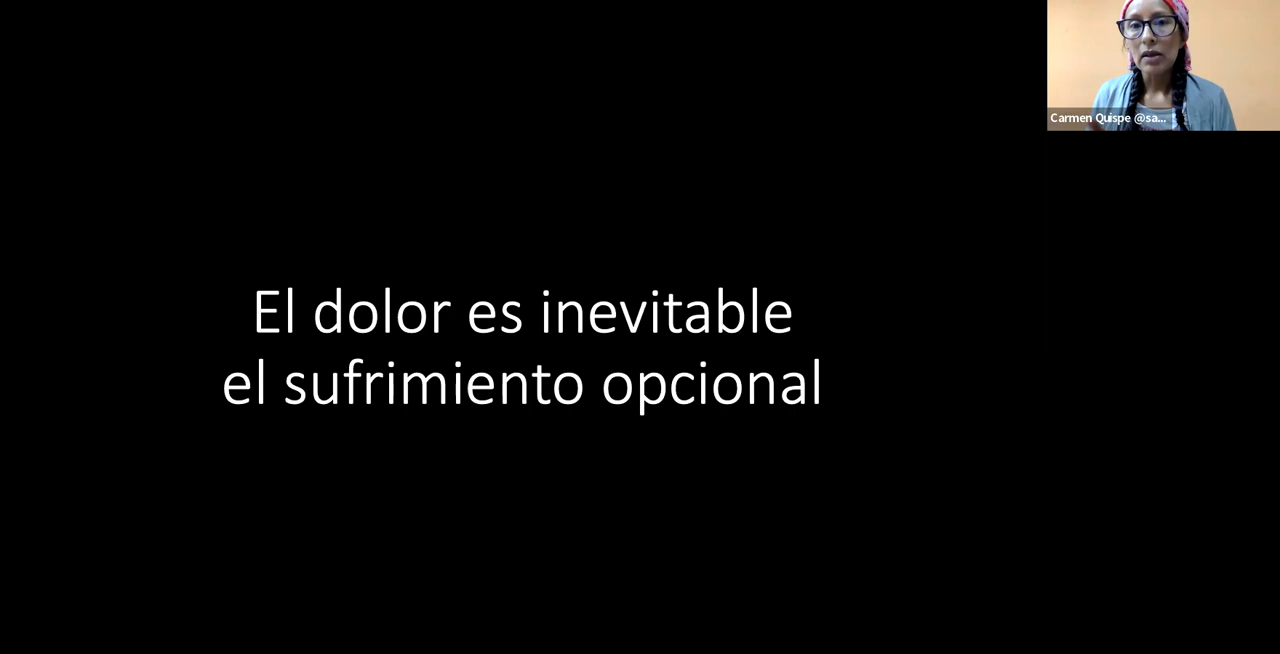 Carmen Quispe @sa...
El dolor es inevitable
el sufrimiento opcional